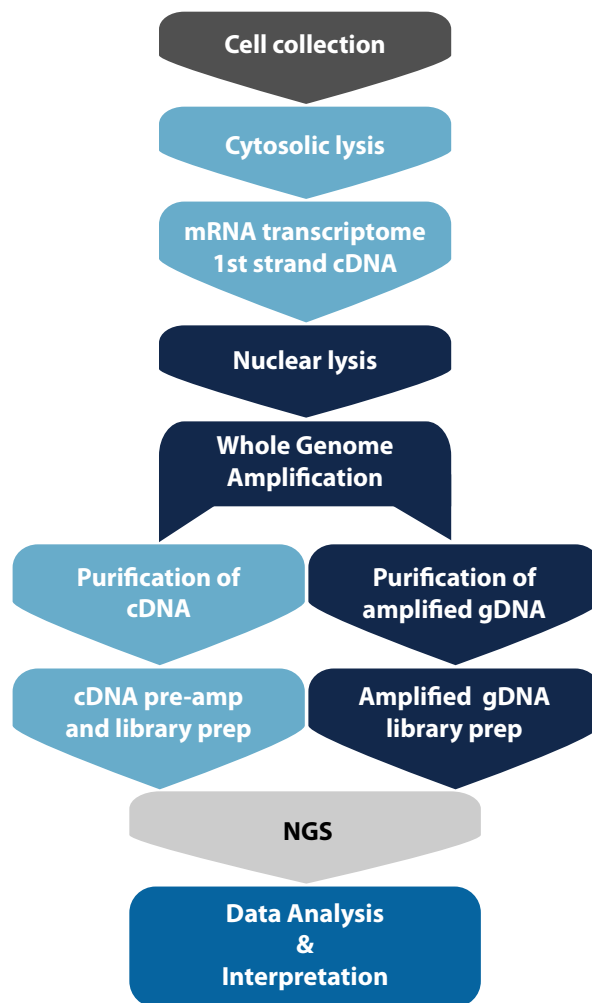 Cell collection
Cytosolic lysis
mRNA transcriptome
1st strand cDNA
Nuclear lysis
Whole Genome
Amplification
Purification of
cDNA
Purification of
amplified gDNA
cDNA pre-amp
and library prep
Amplified gDNA
library prep
NGS
Data Analysis
&
Interpretation